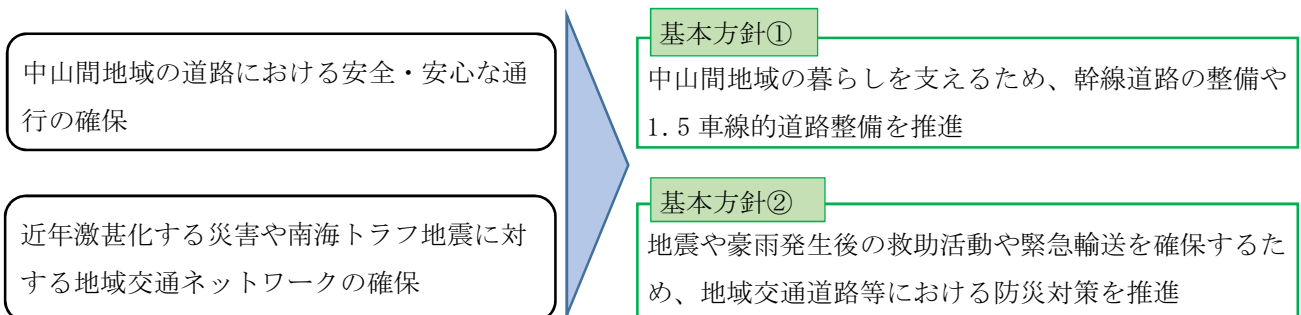 中山間地域の道路における安全・安心な通
行の確保
近年激甚化する災害や南海トラフ地震に対
する地域交通ネットワークの確保
基本方針①
中山間地域の暮らしを支えるため、幹線道路の整備や
1.5車線的道路整備を推進
基本方針②
地震や豪雨発生後の救助活動や緊急輸送を確保するた
め、地域交通道路等における防災対策を推進